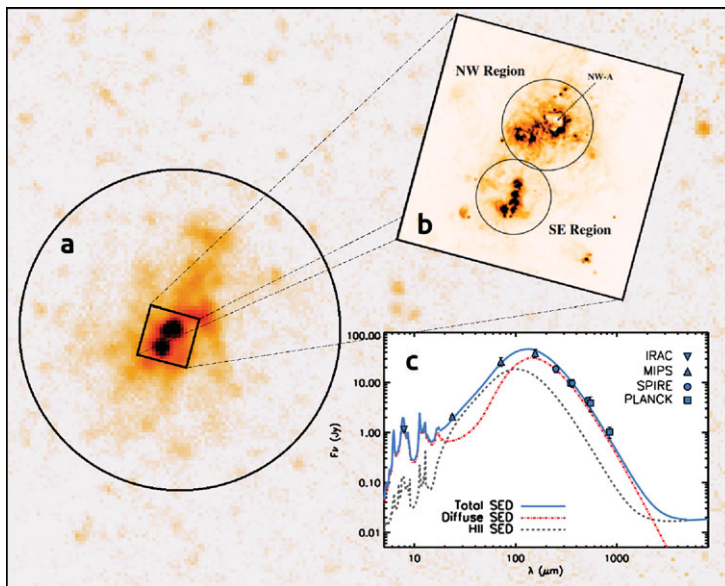 a
b
NW Region
NW-A
SE Region
c
100.00
10.00
1.00
0.10
0.01
Fν (Jy)
10
100
1000
λ (μm)
IRAC
MIPS
SPIRE
PLANCK
Total SED
Diffuse SED
HII SED